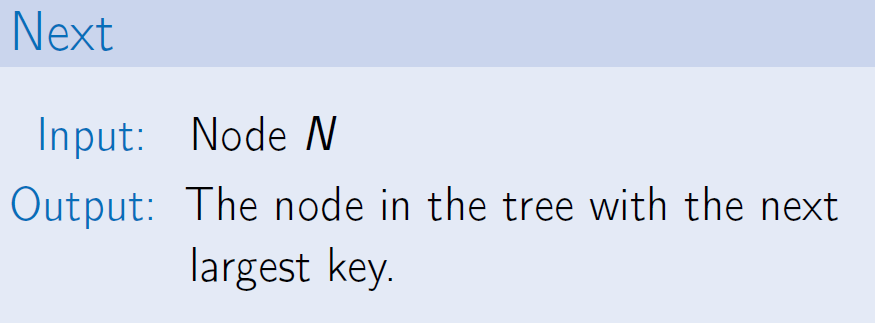 Next
Input: Node N
Output: The node in the tree with the next
largest key.